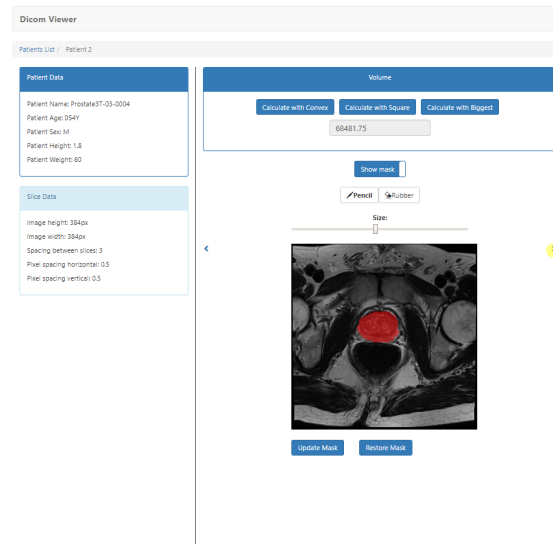 Dicom Viewer
Patients List / Patient 2
Patient Data
Patient Name: Prostate3T-03-0004
Patient Age: 054Y
Patient Sex: M
Patient Height: 1.8
Patient Weight: 80
Slice Data
Image height: 384px
Image width: 384px
Spacing between slices: 3
Pixel spacing horizontal: 0.5
Pixel spacing vertical: 0.5
Volume
Calculate with Convex Calculate with Square Calculate with Biggest
68481.75
Show mask
Pencil Rubber
Size:
Update Mask Restore Mask